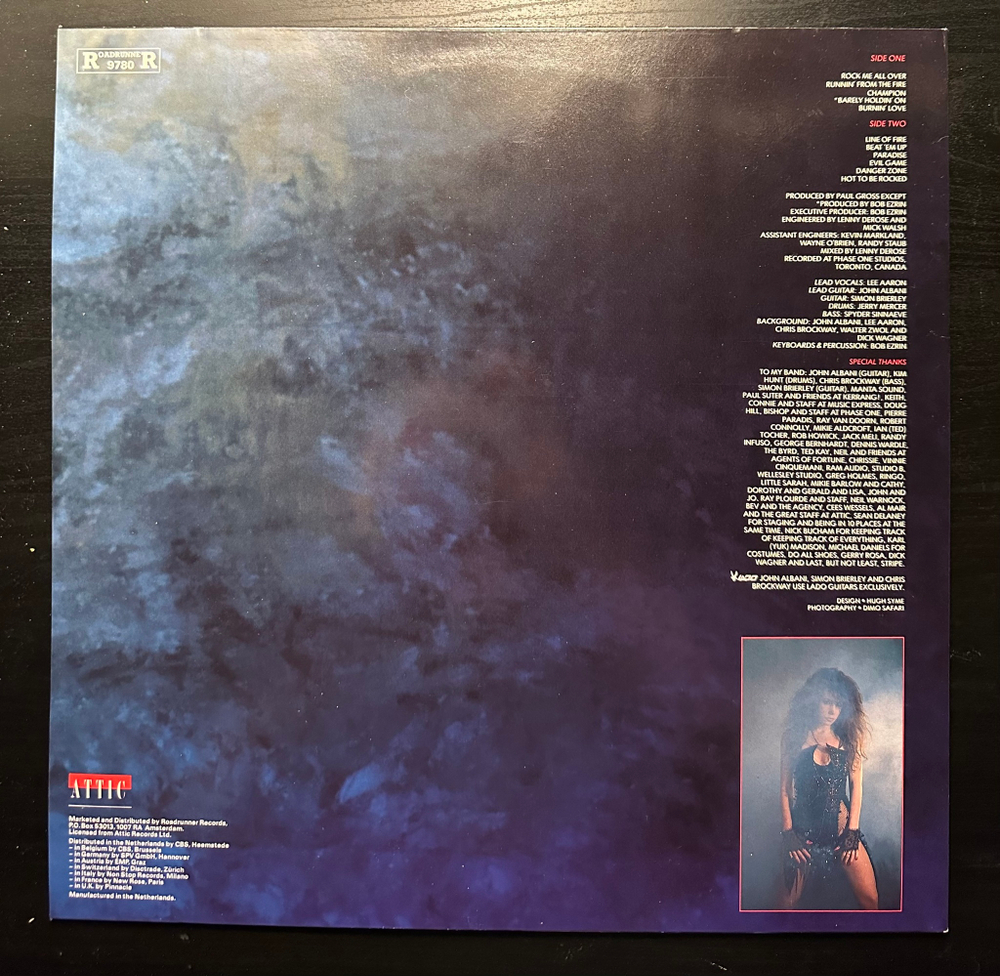 ROADRUNNER
9780
SIDE ONE
ROCK ME ALL OVER
RUNNIN' FROM THE FIRE
CHAMPION
*BARELY HOLDIN' ON
BURNIN' LOVE
SIDE TWO
LINE OF FIRE
BEAT 'EM UP
PARADISE
EVIL GAME
DANGER ZONE
HOT TO BE ROCKED
PRODUCED BY PAUL GROSS EXCEPT
*PRODUCED BY BOB EZRIN
EXECUTIVE PRODUCER: BOB EZRIN
ENGINEERED BY LENNY DEROSE AND
MICK WALSH
ASSISTANT ENGINEERS: KEVIN MARKLAND,
WAYNE O'BRIEN, RANDY STAUB
MIXED BY LENNY DEROSE
RECORDED AT PHASE ONE STUDIOS,
TORONTO, CANADA
LEAD VOCALS: LEE AARON
LEAD GUITAR: JOHN ALBANI
GUITAR: SIMON BRIERLEY
DRUMS: JERRY MERCER
BASS: SPYDER SINNAEVE
BACKGROUND: JOHN ALBANI, LEE AARON,
CHRIS BROCKWAY, WALTER ZWOL AND
DICK WAGNER
KEYBOARDS & PERCUSSION: BOB EZRIN
SPECIAL THANKS
TO MY BAND: JOHN ALBANI (GUITAR), KIM
HUNT (DRUMS), CHRIS BROCKWAY (BASS),
SIMON BRIERLEY (GUITAR), MANTA SOUND,
PAUL SUTER AND FRIENDS AT KERRANG!, KEITH,
CONNIE AND STAFF AT MUSIC EXPRESS, DOUG
HILL, BISHOP AND STAFF AT PHASE ONE, PIERRE
PARADIS, RAY VAN DOORN, ROBERT
CONNOLLY, MIKIE ALDCROFT, IAN (TED)
TOCHER, ROB HOWICK, JACK MELI, RANDY
INFUSO, GEORGE BERNHARDT, DENNIS WARDLE,
THE BYRD, TED KAY, NEIL AND FRIENDS AT
AGENTS OF FORTUNE, CHRISSIE, VINNIE
CINQUEMANI, RAM AUDIO, STUDIO B,
WELLESLEY STUDIO, GREG HOLMES, RINGO,
LITTLE SARAH, MIKIE BARLOW AND CATHY,
DOROTHY AND GERALD AND LISA, JOHN AND
JO, RAY PLOURDE AND STAFF, NEIL WARNOCK,
BEV AND THE AGENCY, CEES WESSELS, AL MAIR
AND THE GREAT STAFF AT ATTIC, SEAN DELANEY
FOR STAGING AND BEING IN 10 PLACES AT THE
SAME TIME, NICK BUCHAM FOR KEEPING TRACK
OF KEEPING TRACK OF EVERYTHING, KARL
(YUK) MADISON, MICHAEL DANIELS FOR
COSTUMES, DO ALL SHOES, GERRY ROSA, DICK
WAGNER AND LAST, BUT NOT LEAST, STRIPE.
LADO JOHN ALBANI, SIMON BRIERLEY AND CHRIS
BROCKWAY USE LADO GUITARS EXCLUSIVELY.
DESIGN • HUGH SYME
PHOTOGRAPHY • DIMO SAFARI
ATTIC
Marketed and Distributed by Roadrunner Records,
P.O. Box 53013, 1007 RA Amsterdam.
Licensed from Attic Records Ltd.
Distributed in the Netherlands by CBS, Heemstede
– in Belgium by CBS, Brussels
– in Germany by SPV GmbH, Hannover
– in Austria by EMP, Graz
– in Switzerland by Disctrade, Zürich
– in Italy by Non Stop Records, Milano
– in France by New Rose, Paris
– in U.K. by Pinnacle
Manufactured in the Netherlands.